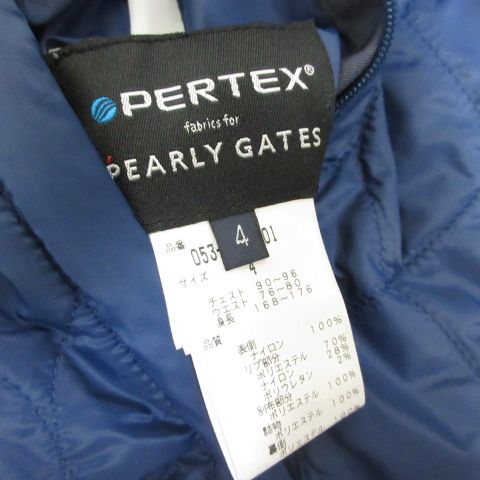 PERTEX®
fabrics for
PEARLY GATES
4
品番
053-
01
サイズ 4
チェスト 90~96
ウエスト 76~80
身長 168~176
品質
表側
ナイロン 100%
リブ部分
ポリエステル 70%
ナイロン 28%
ポリウレタン 2%
別布部分
ポリエステル 100%
詰物
ポリエステル 100%
裏側
ポリエステル 100%